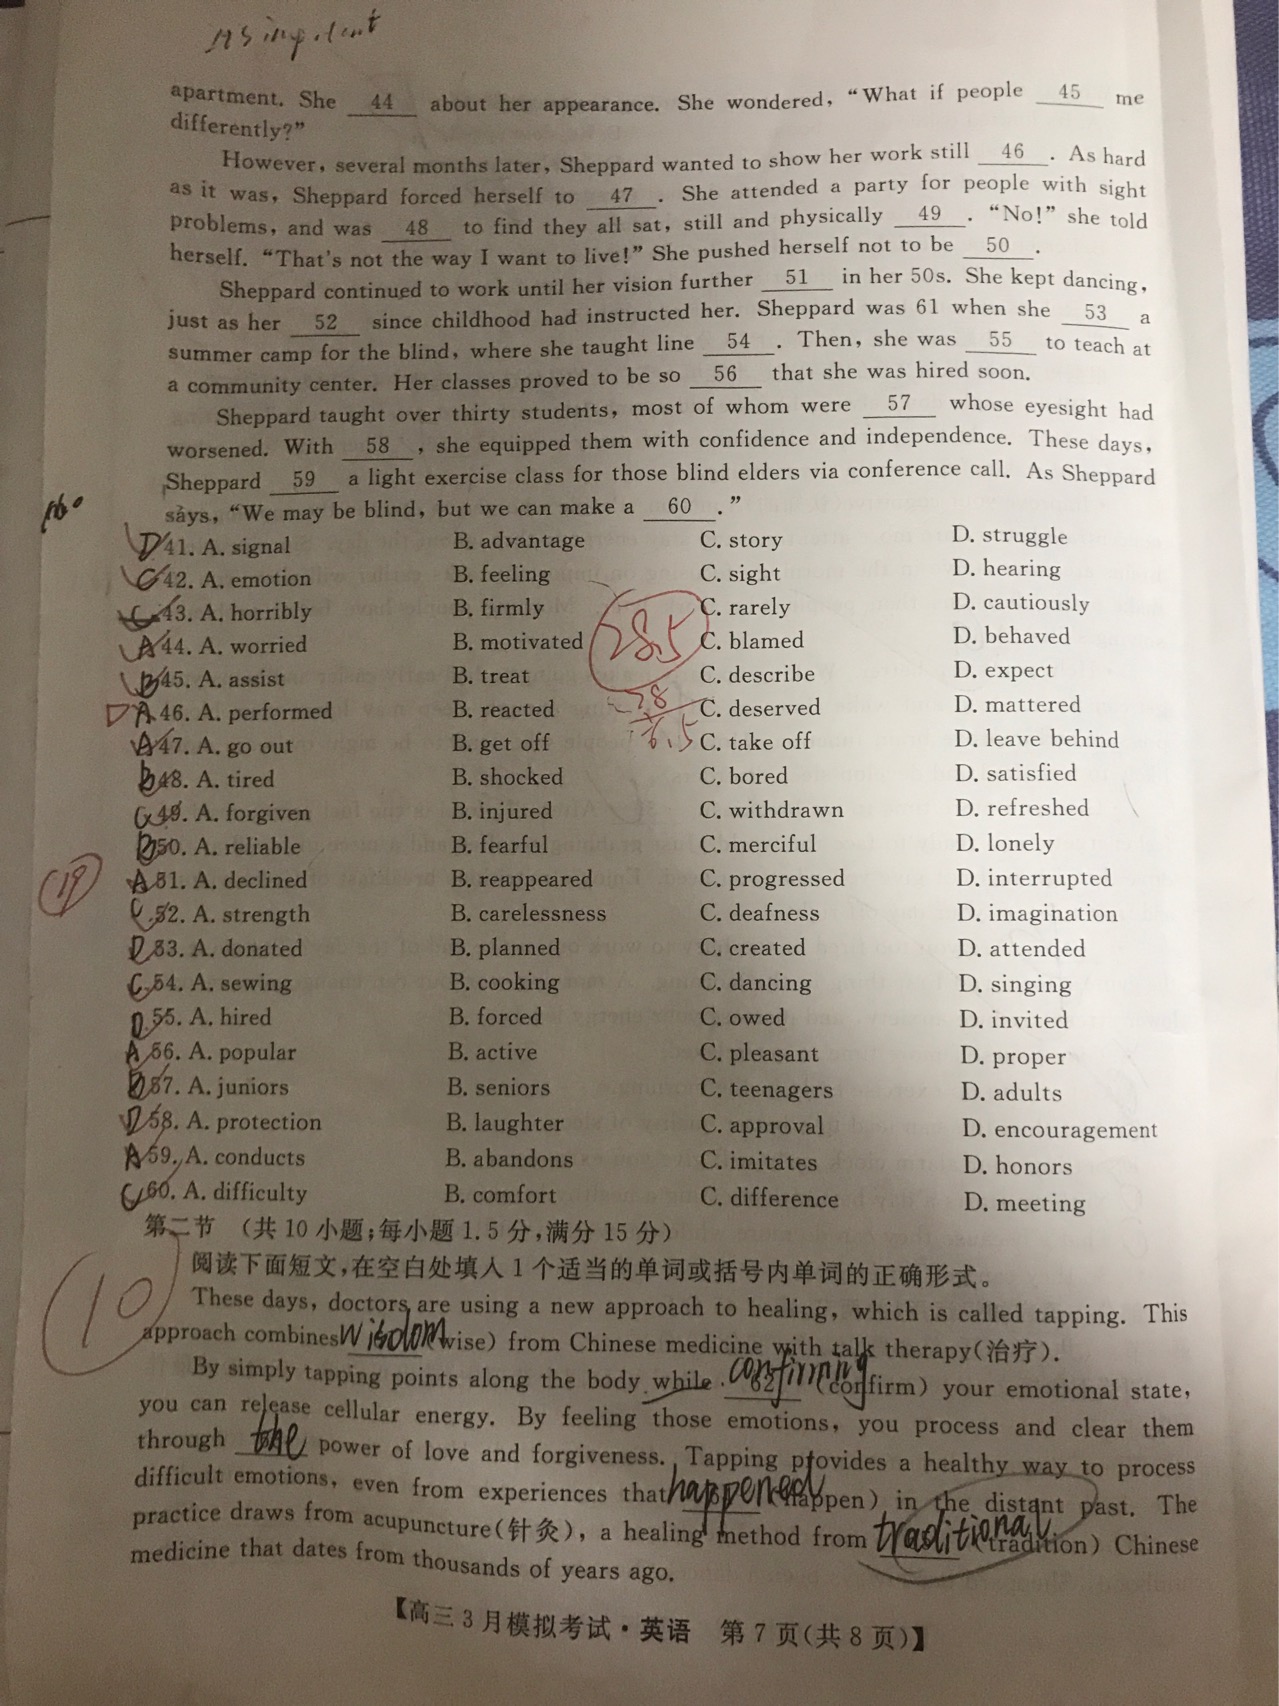 apartment. She 44 about her appearance. She wondered, “What if people 45 me
differently?”
However, several months later, Sheppard wanted to show her work still 46 . As hard
as it was, Sheppard forced herself to 47 . She attended a party for people with sight
problems, and was 48 to find they all sat, still and physically 49 . “No!” she told
herself. “That's not the way I want to live!” She pushed herself not to be 50 .
Sheppard continued to work until her vision further 51 in her 50s. She kept dancing,
just as her 52 since childhood had instructed her. Sheppard was 61 when she 53 a
summer camp for the blind, where she taught line 54 . Then, she was 55 to teach at
a community center. Her classes proved to be so 56 that she was hired soon.
Sheppard taught over thirty students, most of whom were 57 whose eyesight had
worsened. With 58 , she equipped them with confidence and independence. These days,
Sheppard 59 a light exercise class for those blind elders via conference call. As Sheppard
says, “We may be blind, but we can make a 60 .”
D 41. A. signal B. advantage C. story D. struggle
C 42. A. emotion B. feeling C. sight D. hearing
C 43. A. horribly B. firmly C. rarely D. cautiously
A 44. A. worried B. motivated C. blamed D. behaved
B 45. A. assist B. treat C. describe D. expect
D A 46. A. performed B. reacted C. deserved D. mattered
A 47. A. go out B. get off C. take off D. leave behind
B 48. A. tired B. shocked C. bored D. satisfied
C 49. A. forgiven B. injured C. withdrawn D. refreshed
50. A. reliable B. fearful C. merciful D. lonely
A 51. A. declined B. reappeared C. progressed D. interrupted
C 52. A. strength B. carelessness C. deafness D. imagination
D 53. A. donated B. planned C. created D. attended
C 54. A. sewing B. cooking C. dancing D. singing
D 55. A. hired B. forced C. owed D. invited
A 56. A. popular B. active C. pleasant D. proper
B 57. A. juniors B. seniors C. teenagers D. adults
D 58. A. protection B. laughter C. approval D. encouragement
A 59. A. conducts B. abandons C. imitates D. honors
C 60. A. difficulty B. comfort C. difference D. meeting
28.5
28
19
第二节 (共10小题;每小题1.5分,满分15分)
10
阅读下面短文,在空白处填入1个适当的单词或括号内单词的正确形式。
These days, doctors are using a new approach to healing, which is called tapping. This
approach combines wisdom (wise) from Chinese medicine with talk therapy(治疗).
By simply tapping points along the body while 62 confirming (confirm) your emotional state,
you can release cellular energy. By feeling those emotions, you process and clear them
through the power of love and forgiveness. Tapping provides a healthy way to process
difficult emotions, even from experiences that happened (happen) in the distant past. The
practice draws from acupuncture(针灸), a healing method from traditional (tradition) Chinese
medicine that dates from thousands of years ago.
【高三3月模拟考试·英语 第7页(共8页)】